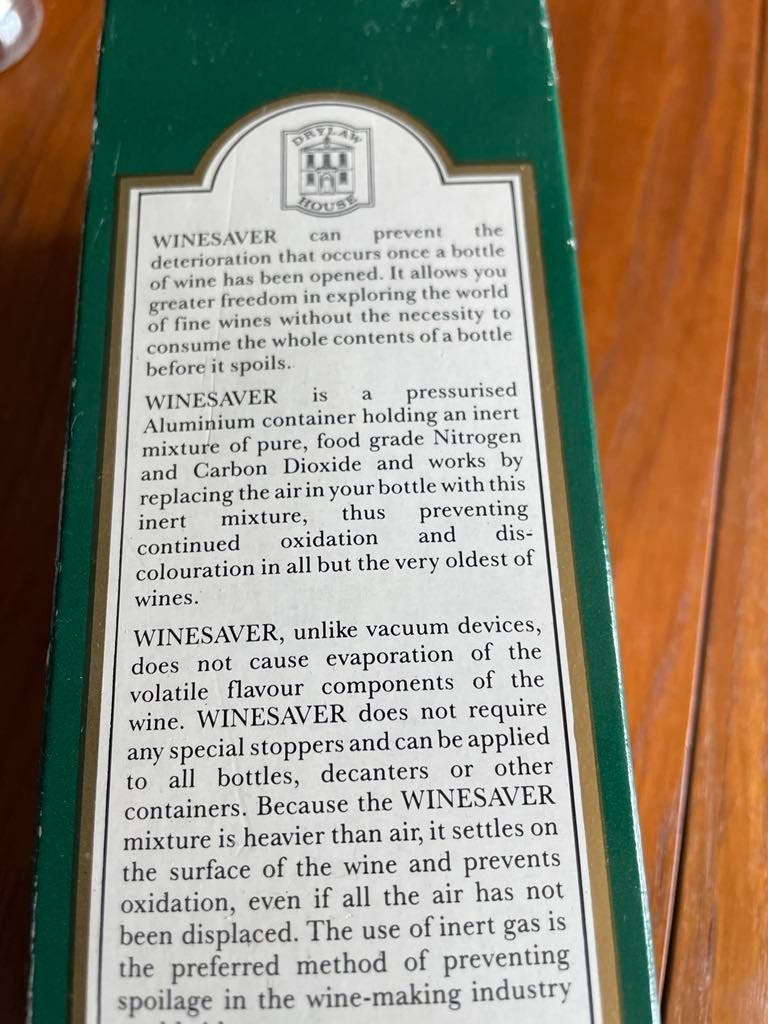 DRYLAW
HOUSE
WINESAVER can prevent the
deterioration that occurs once a bottle
of wine has been opened. It allows you
greater freedom in exploring the world
of fine wines without the necessity to
consume the whole contents of a bottle
before it spoils.
WINESAVER is a pressurised
Aluminium container holding an inert
mixture of pure, food grade Nitrogen
and Carbon Dioxide and works by
replacing the air in your bottle with this
inert mixture, thus preventing
continued oxidation and dis-
colouration in all but the very oldest of
wines.
WINESAVER, unlike vacuum devices,
does not cause evaporation of the
volatile flavour components of the
wine. WINESAVER does not require
any special stoppers and can be applied
to all bottles, decanters or other
containers. Because the WINESAVER
mixture is heavier than air, it settles on
the surface of the wine and prevents
oxidation, even if all the air has not
been displaced. The use of inert gas is
the preferred method of preventing
spoilage in the wine-making industry